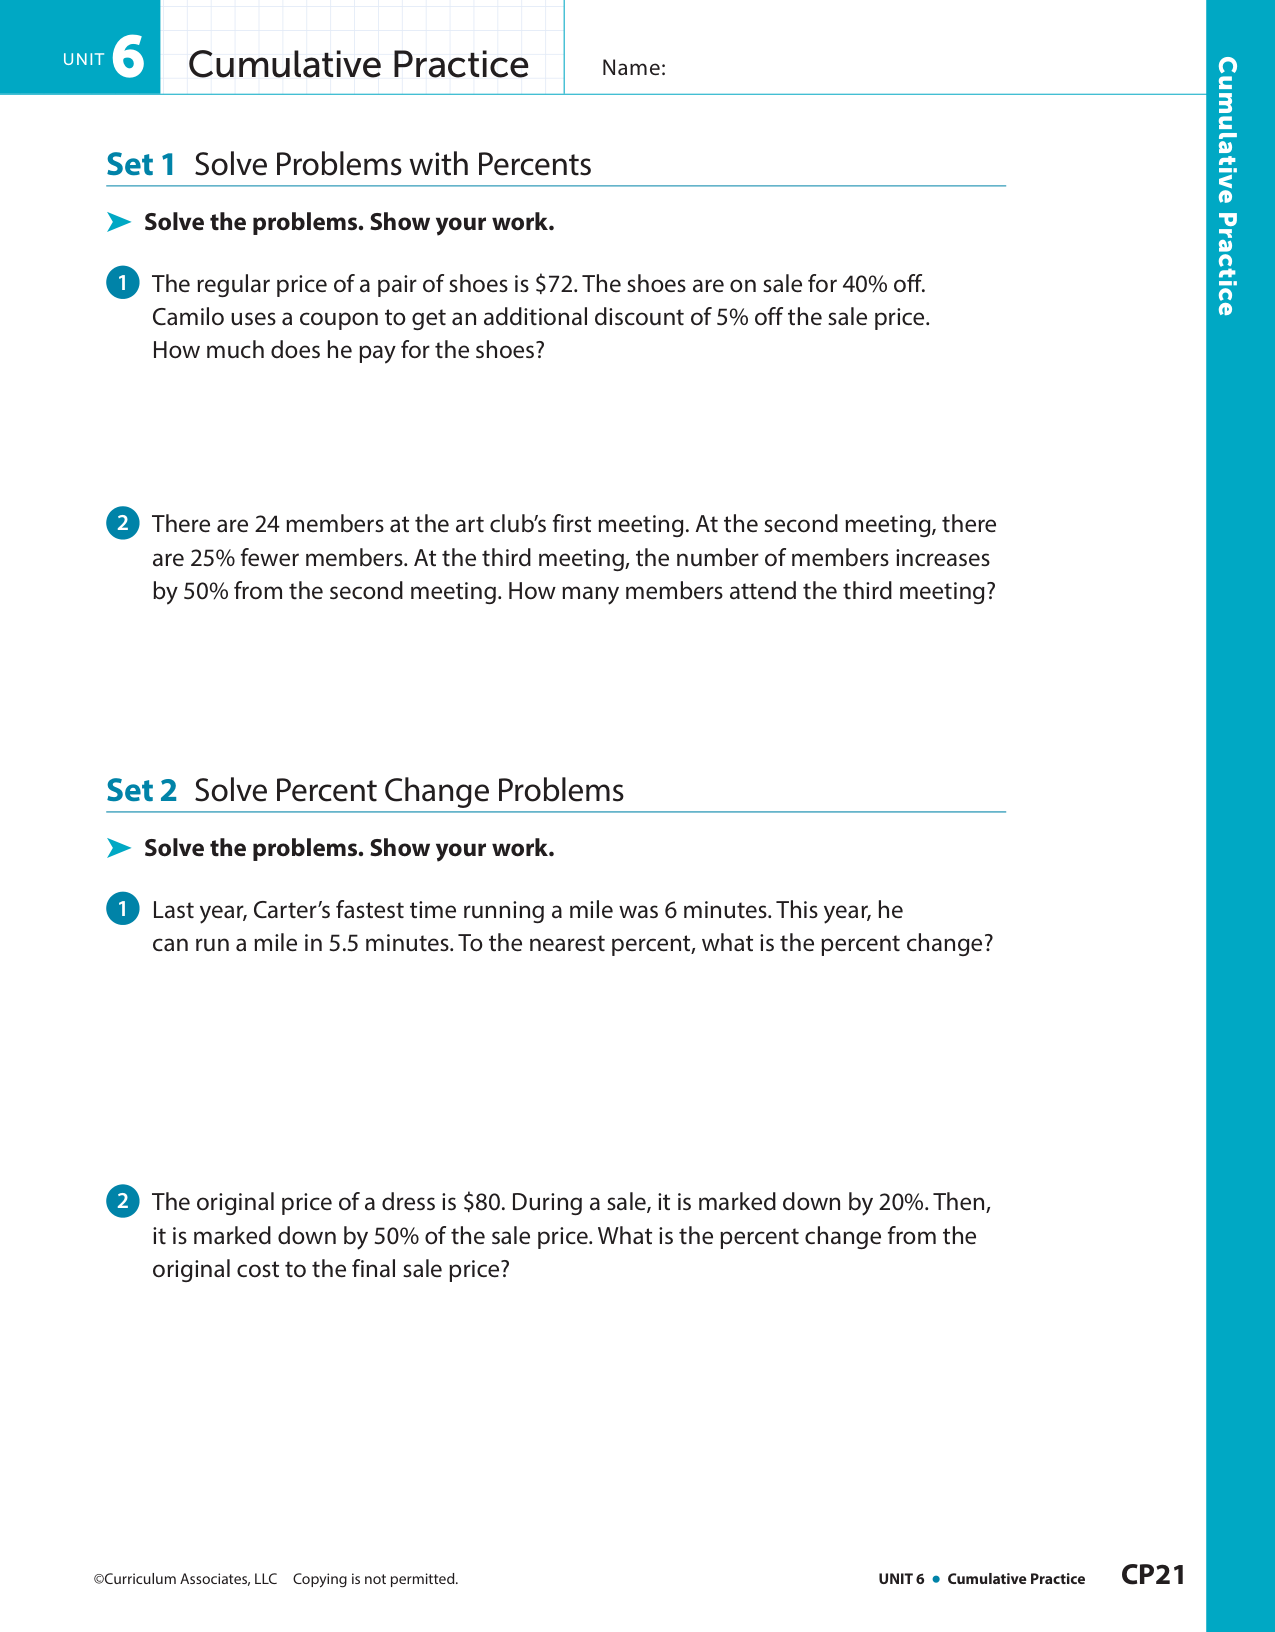 UNIT 6
Cumulative Practice
Name:
Cumulative Practice
Set 1 Solve Problems with Percents
➤ Solve the problems. Show your work.
1 The regular price of a pair of shoes is $72. The shoes are on sale for 40% off.
Camilo uses a coupon to get an additional discount of 5% off the sale price.
How much does he pay for the shoes?
2 There are 24 members at the art club’s first meeting. At the second meeting, there
are 25% fewer members. At the third meeting, the number of members increases
by 50% from the second meeting. How many members attend the third meeting?
Set 2 Solve Percent Change Problems
➤ Solve the problems. Show your work.
1 Last year, Carter’s fastest time running a mile was 6 minutes. This year, he
can run a mile in 5.5 minutes. To the nearest percent, what is the percent change?
2 The original price of a dress is $80. During a sale, it is marked down by 20%. Then,
it is marked down by 50% of the sale price. What is the percent change from the
original cost to the final sale price?
©Curriculum Associates, LLC Copying is not permitted.
UNIT 6 • Cumulative Practice CP21